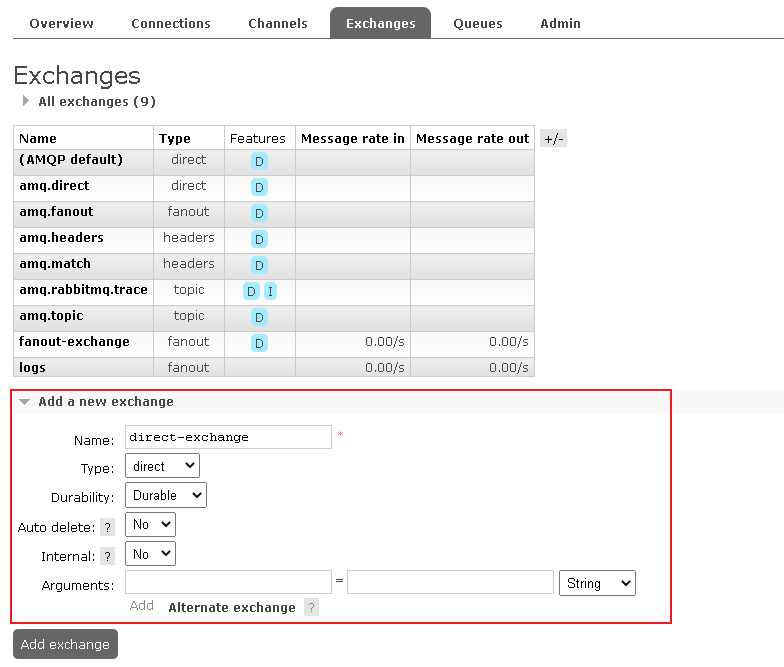 Overview Connections Channels Exchanges Queues Admin
Exchanges
All exchanges (9)
Name Type Features Message rate in Message rate out +/-
(AMQP default) direct D
amq.direct direct D
amq.fanout fanout D
amq.headers headers D
amq.match headers D
amq.rabbitmq.trace topic D I
amq.topic topic D
fanout-exchange fanout D 0.00/s 0.00/s
logs fanout 0.00/s 0.00/s
Add a new exchange
Name: direct-exchange *
Type: direct
Durability: Durable
Auto delete: ? No
Internal: ? No
Arguments: = String
Add Alternate exchange ?
Add exchange